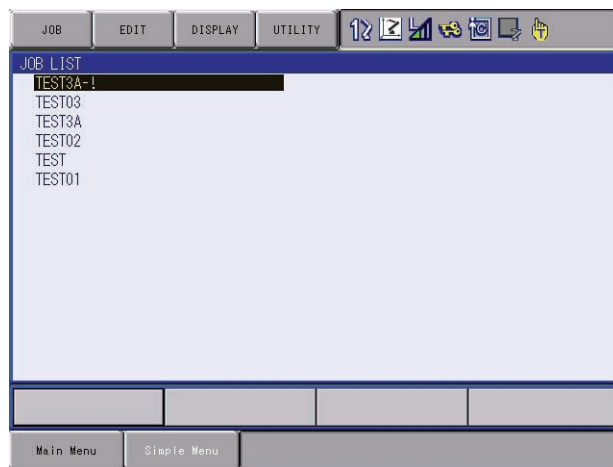 JOB EDIT DISPLAY UTILITY
JOB LIST
TEST3A-!
TEST03
TEST3A
TEST02
TEST
TEST01
Main Menu Simple Menu